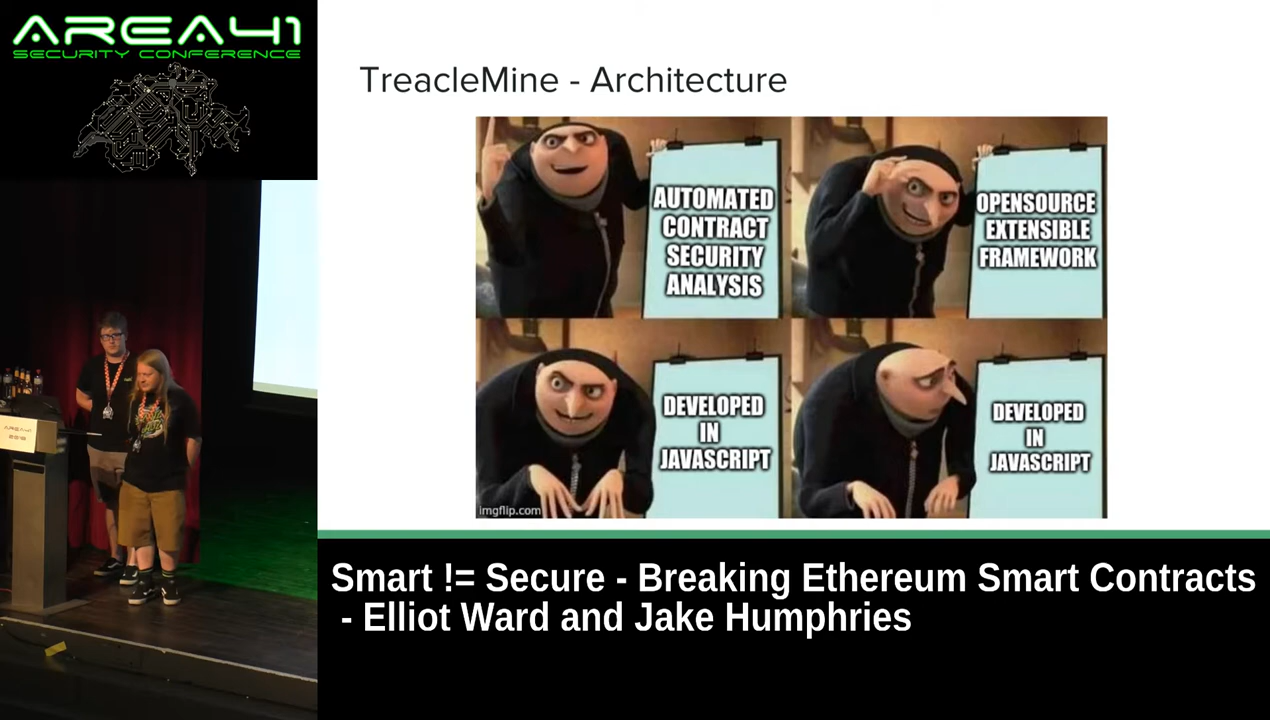 AREA41
SECURITY CONFERENCE
TreacleMine - Architecture
AUTOMATED
CONTRACT
SECURITY
ANALYSIS
OPENSOURCE
EXTENSIBLE
FRAMEWORK
DEVELOPED
IN
JAVASCRIPT
DEVELOPED
IN
JAVASCRIPT
imgflip.com
AREA41
Smart != Secure - Breaking Ethereum Smart Contracts
- Elliot Ward and Jake Humphries